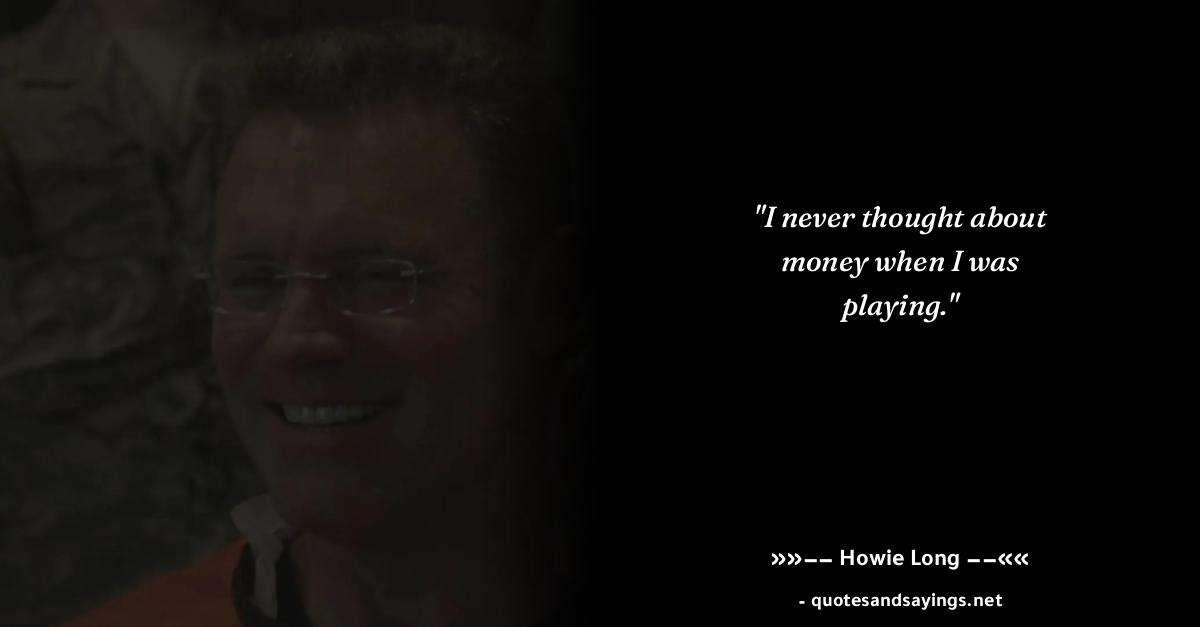 "I never thought about
money when I was
playing."
»»–– Howie Long ––««
- quotesandsayings.net